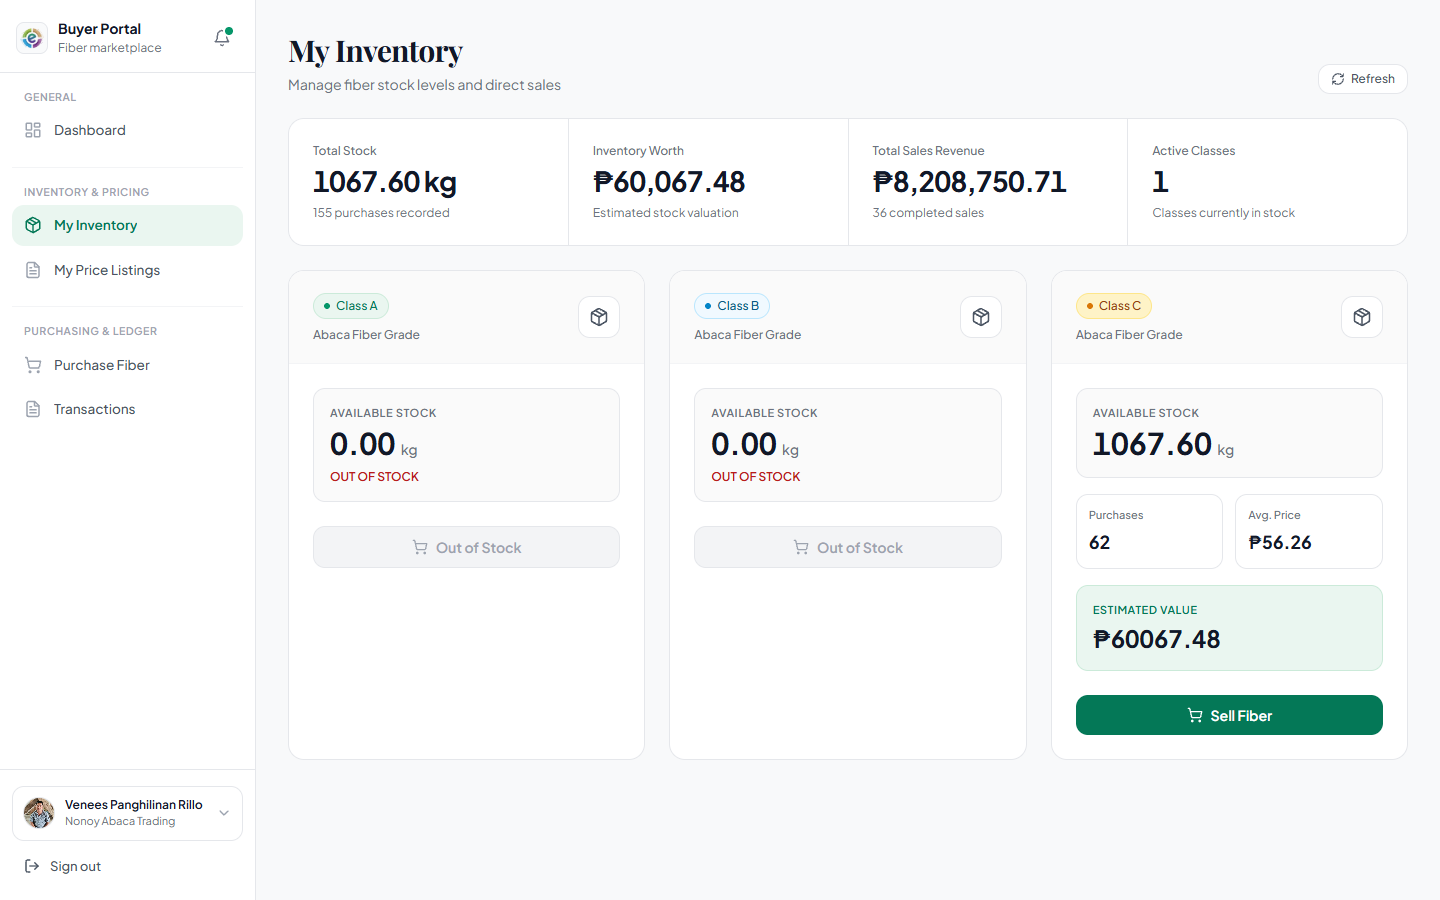 Buyer Portal
Fiber marketplace
GENERAL
Dashboard
INVENTORY & PRICING
My Inventory
My Price Listings
PURCHASING & LEDGER
Purchase Fiber
Transactions
Venees Panghilinan Rillo
Nonoy Abaca Trading
Sign out
My Inventory
Manage fiber stock levels and direct sales
Refresh
Total Stock
1067.60 kg
155 purchases recorded
Inventory Worth
₱60,067.48
Estimated stock valuation
Total Sales Revenue
₱8,208,750.71
36 completed sales
Active Classes
1
Classes currently in stock
Class A
Abaca Fiber Grade
AVAILABLE STOCK
0.00 kg
OUT OF STOCK
Out of Stock
Class B
Abaca Fiber Grade
AVAILABLE STOCK
0.00 kg
OUT OF STOCK
Out of Stock
Class C
Abaca Fiber Grade
AVAILABLE STOCK
1067.60 kg
Purchases
62
Avg. Price
₱56.26
ESTIMATED VALUE
₱60067.48
Sell Fiber